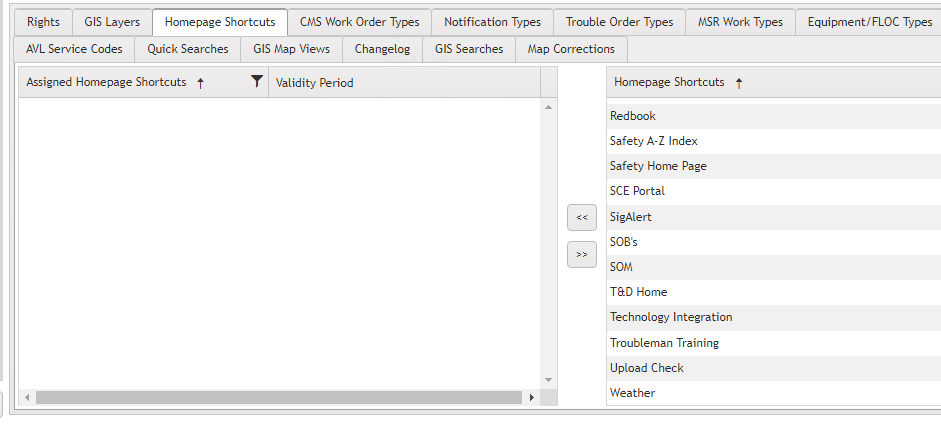 Rights GIS Layers Homepage Shortcuts CMS Work Order Types Notification Types Trouble Order Types MSR Work Types Equipment/FLOC Types
AVL Service Codes Quick Searches GIS Map Views Changelog GIS Searches Map Corrections
Assigned Homepage Shortcuts ↑ Validity Period Homepage Shortcuts ↑
Redbook
Safety A-Z Index
Safety Home Page
SCE Portal
<< SigAlert
SOB's
>> SOM
T&D Home
Technology Integration
Troubleman Training
Upload Check
Weather